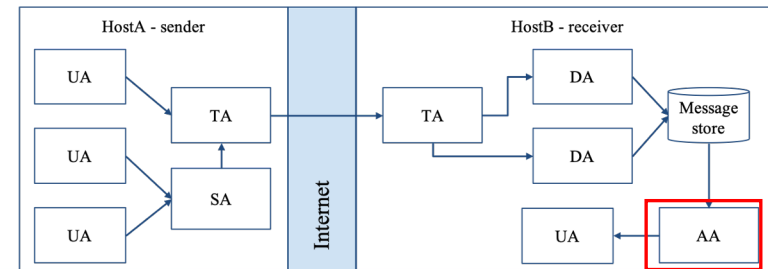 HostA - sender
HostB - receiver
UA
TA
TA
DA
Message
store
UA
SA
DA
UA
Internet
UA
AA